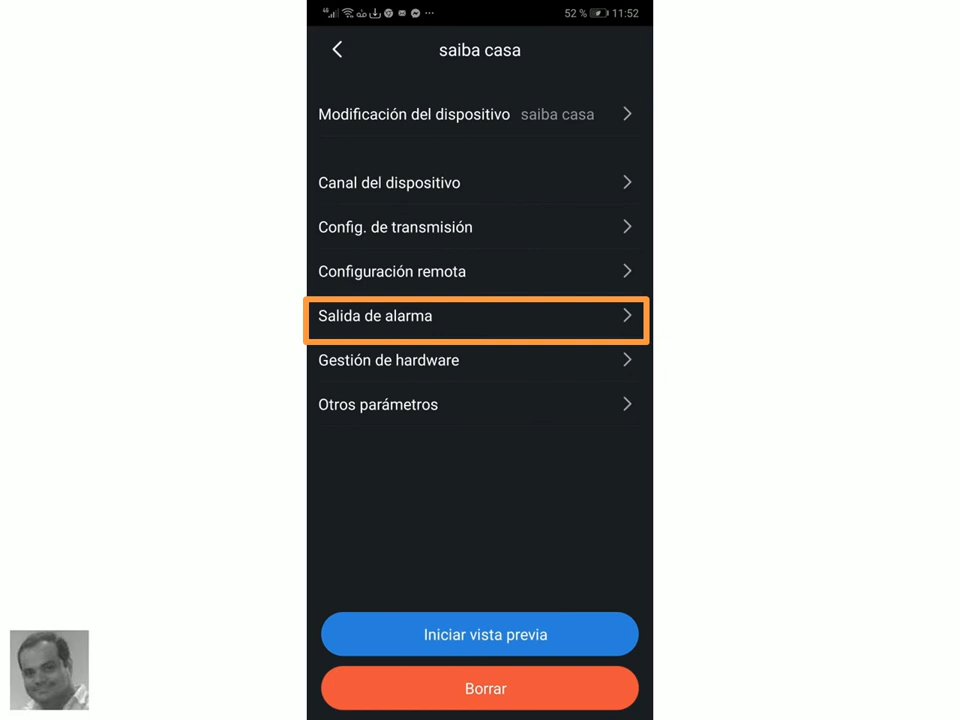 52 % 11:52
saiba casa
Modificación del dispositivo saiba casa
Canal del dispositivo
Config. de transmisión
Configuración remota
Salida de alarma
Gestión de hardware
Otros parámetros
Iniciar vista previa
Borrar